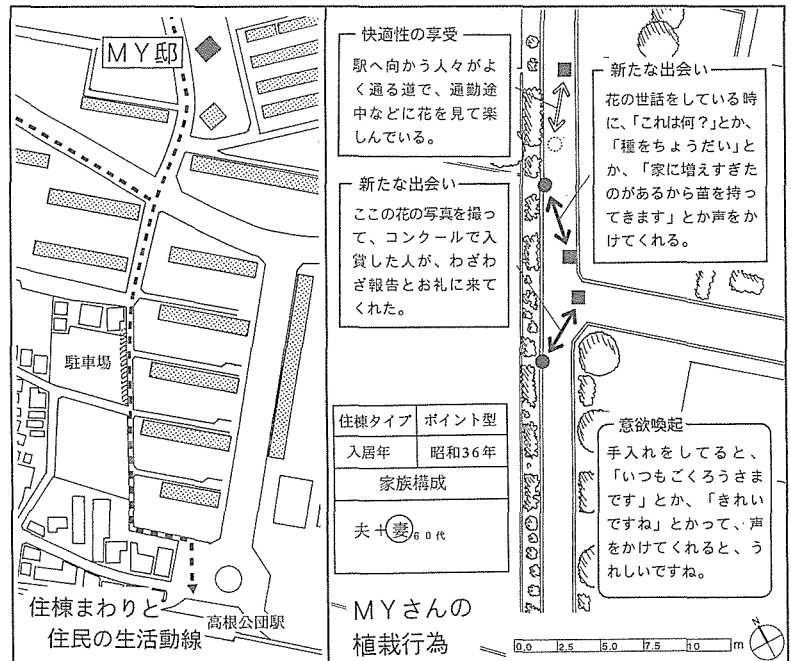 MY邸
駐車場
高根公団駅
住棟まわりと
住民の生活動線
快適性の享受
駅へ向かう人々がよ
く通る道で、通勤途
中などに花を見て楽
しんでいる。
新たな出会い
ここの花の写真を撮っ
て、コンクールで入
賞した人が、わざわ
ざ報告とお礼に来て
くれた。
新たな出会い
花の世話をしている時
に、「これは何?」とか、
「種をちょうだい」と
か、「家に増えすぎた
のがあるから苗を持っ
てきます」とか声をか
けてくれる。
住棟タイプ ポイント型
入居年 昭和36年
家族構成
夫+妻60代
意欲喚起
手入れをしてると、
「いつもごくろうさま
です」とか、「きれい
ですね」とかって、声
をかけてくれると、う
れしいですね。
MYさんの
植栽行為
0.0 2.5 5.0 7.5 10 m
N